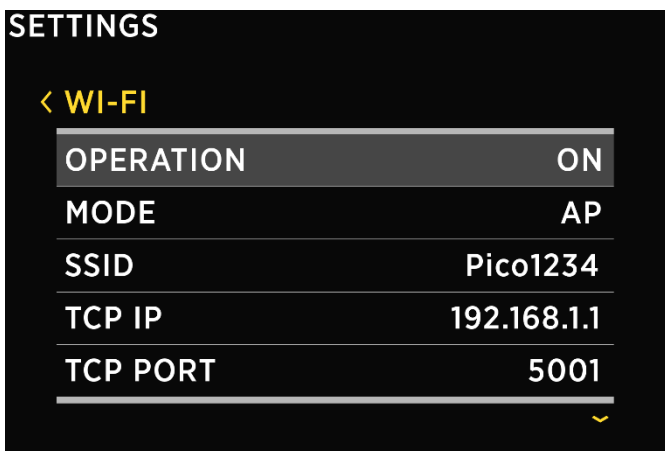 SETTINGS
< WI-FI
OPERATION ON
MODE AP
SSID Pico1234
TCP IP 192.168.1.1
TCP PORT 5001